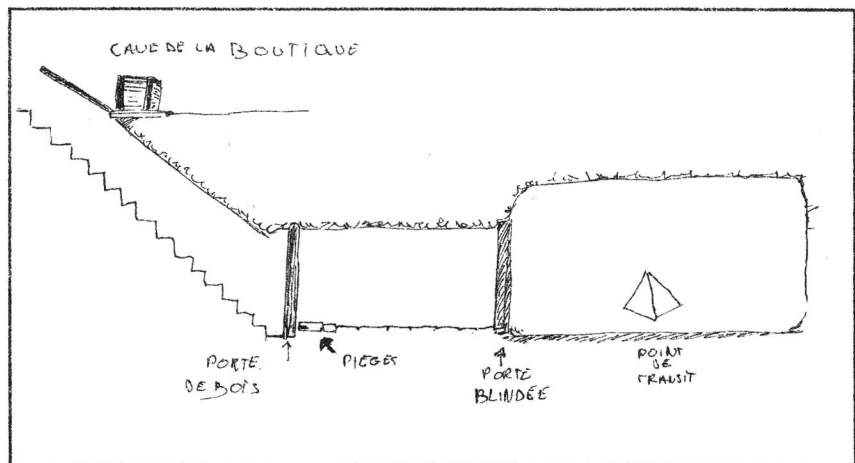 CAVE DE LA BOUTIQUE
PORTE
DE BOIS
PIEGES
PORTE
BLINDÉE
POINT
DE
TRANSIT